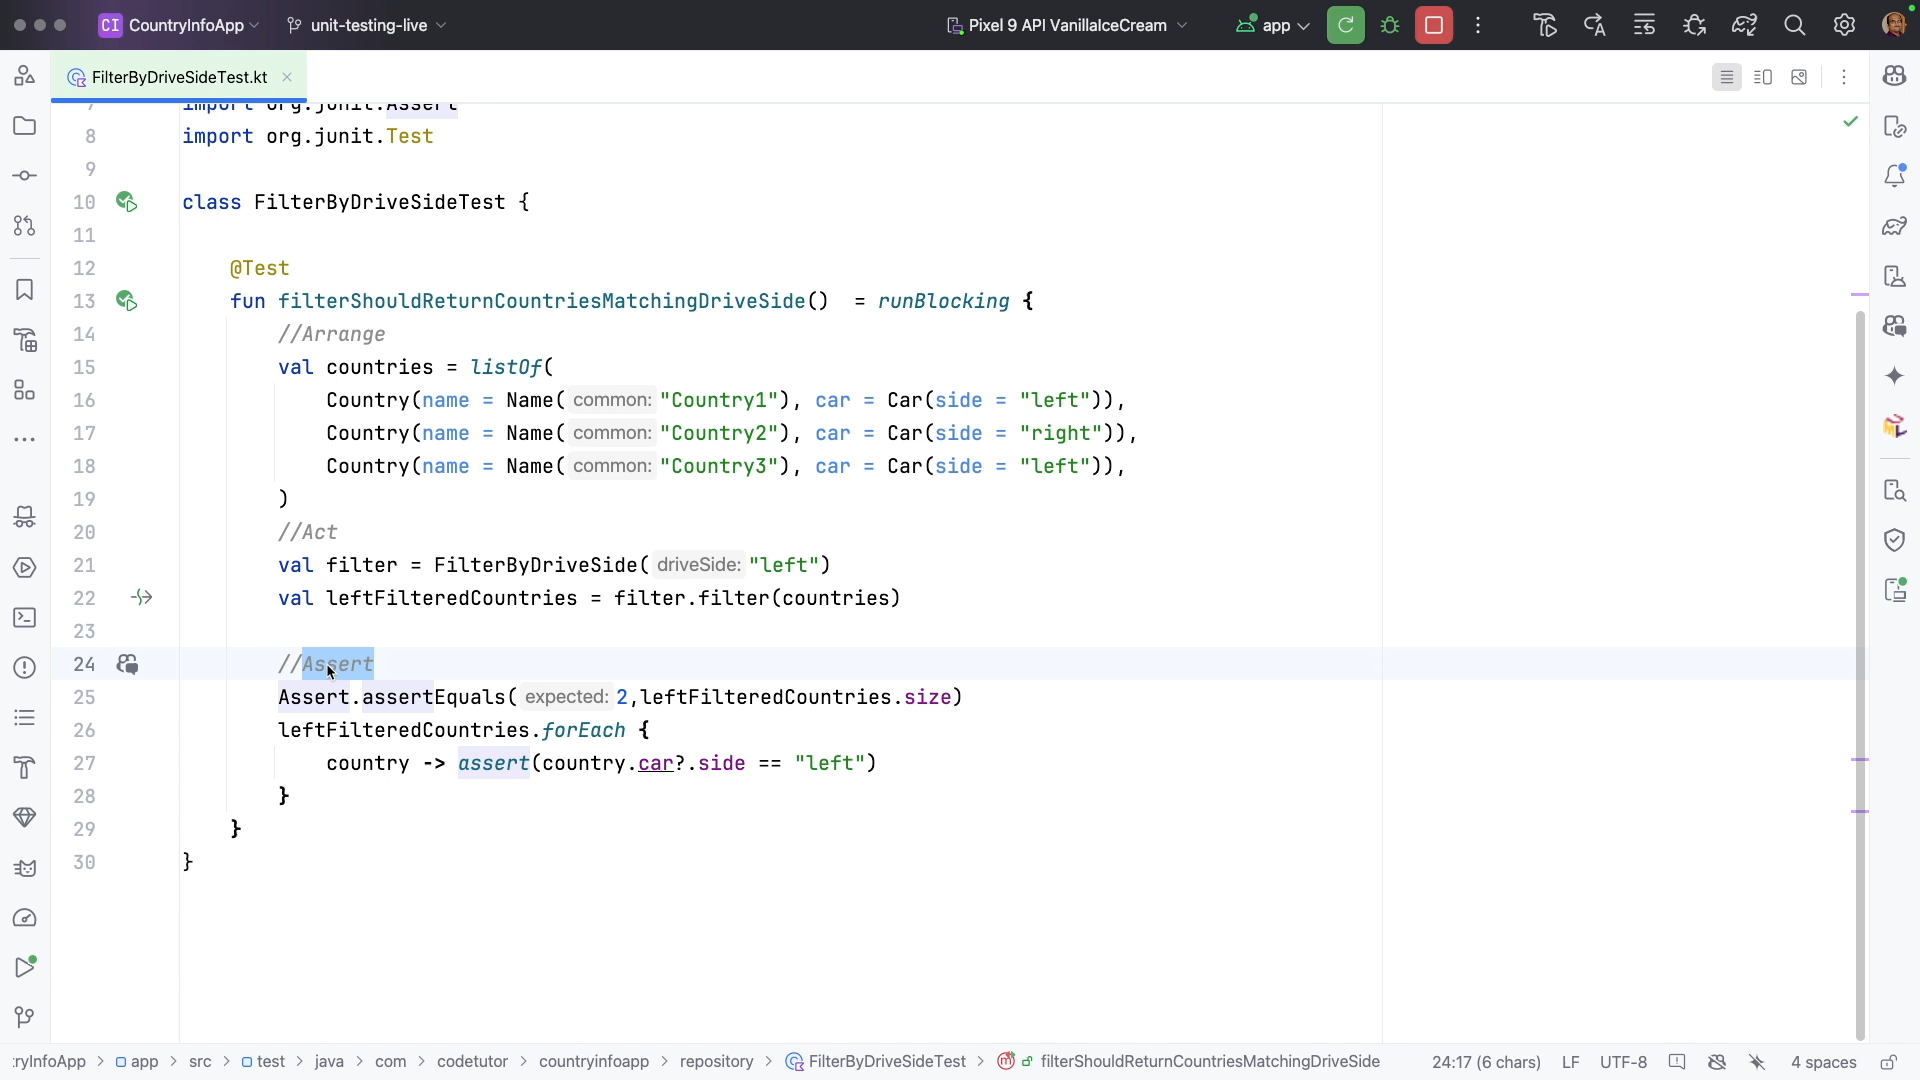 CI CountryInfoApp unit-testing-live Pixel 9 API VanillaIceCream app
FilterByDriveSideTest.kt
7 import org.junit.Assert
8 import org.junit.Test
9
10 class FilterByDriveSideTest {
11
12 @Test
13 fun filterShouldReturnCountriesMatchingDriveSide() = runBlocking {
14 //Arrange
15 val countries = listOf(
16 Country(name = Name( common: "Country1"), car = Car(side = "left")),
17 Country(name = Name( common: "Country2"), car = Car(side = "right")),
18 Country(name = Name( common: "Country3"), car = Car(side = "left")),
19 )
20 //Act
21 val filter = FilterByDriveSide( driveSide: "left")
22 val leftFilteredCountries = filter.filter(countries)
23
24 //Assert
25 Assert.assertEquals( expected: 2,leftFilteredCountries.size)
26 leftFilteredCountries.forEach {
27 country -> assert(country.car?.side == "left")
28 }
29 }
30 }
ryInfoApp > app > src > test > java > com > codetutor > countryinfoapp > repository > FilterByDriveSideTest > filterShouldReturnCountriesMatchingDriveSide 24:17 (6 chars) LF UTF-8 4 spaces